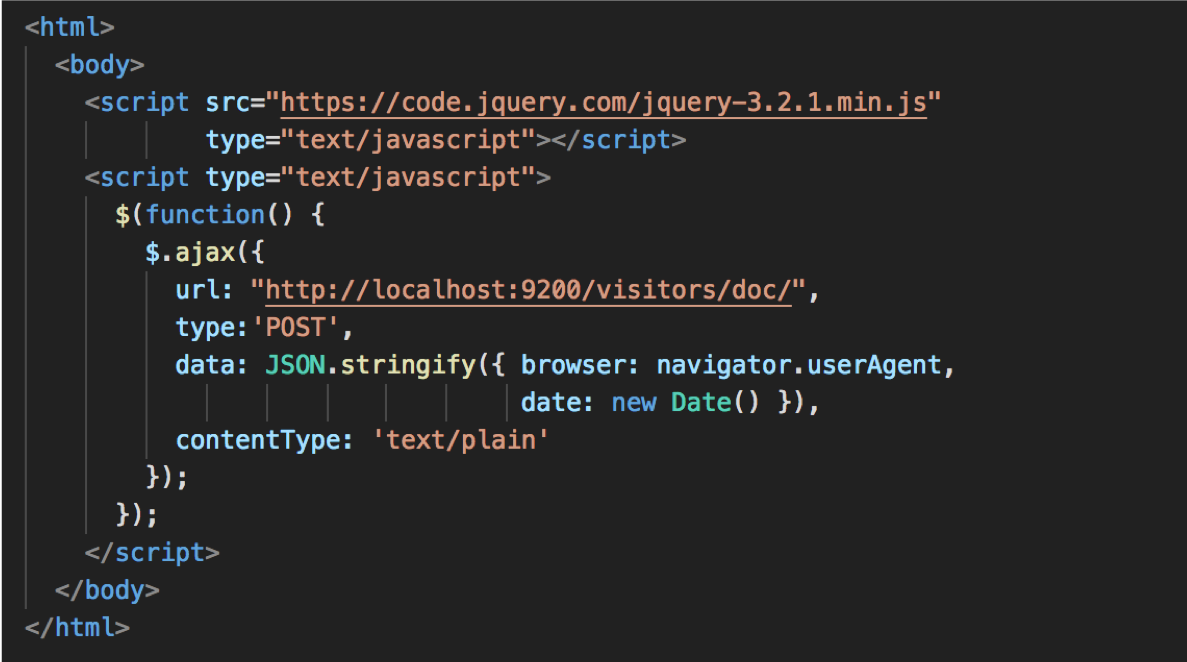 <html>
<body>
<script src="https://code.jquery.com/jquery-3.2.1.min.js"
type="text/javascript"></script>
<script type="text/javascript">
$(function() {
$.ajax({
url: "http://localhost:9200/visitors/doc/",
type:'POST',
data: JSON.stringify({ browser: navigator.userAgent,
date: new Date() }),
contentType: 'text/plain'
});
});
</script>
</body>
</html>